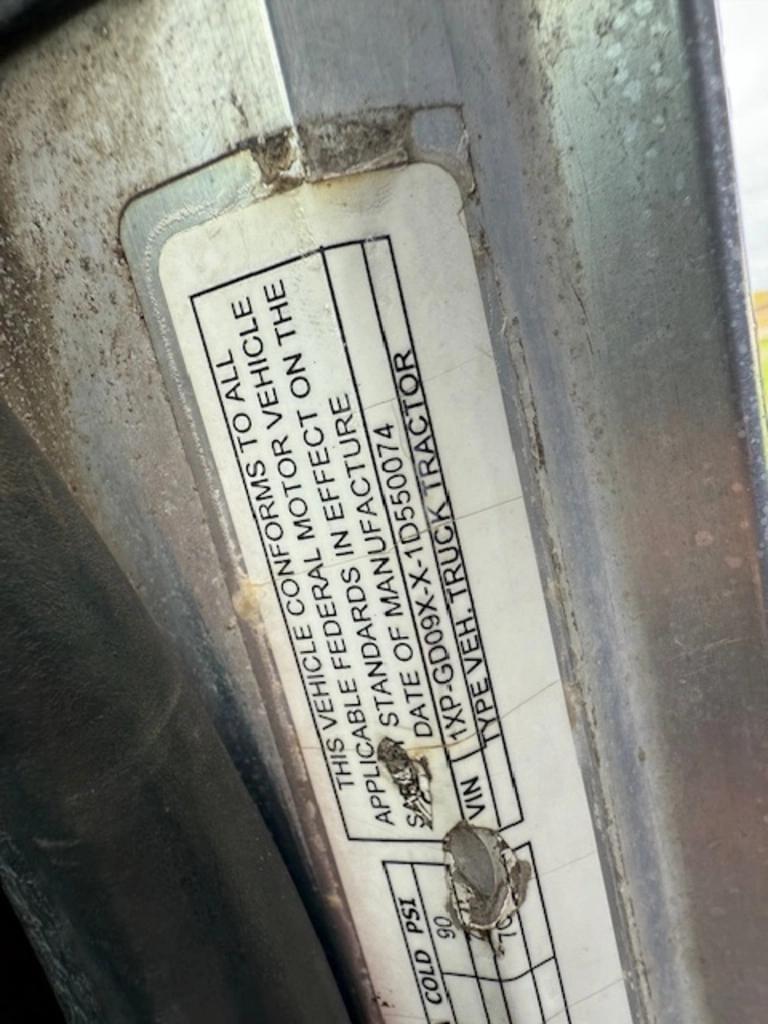 THIS VEHICLE CONFORMS TO ALL
APPLICABLE FEDERAL MOTOR VEHICLE
STANDARDS IN EFFECT ON THE
DATE OF MANUFACTURE
VIN 1XP-GD09X-X-1D550074
TYPE VEH. TRUCK TRACTOR
COLD PSI
90